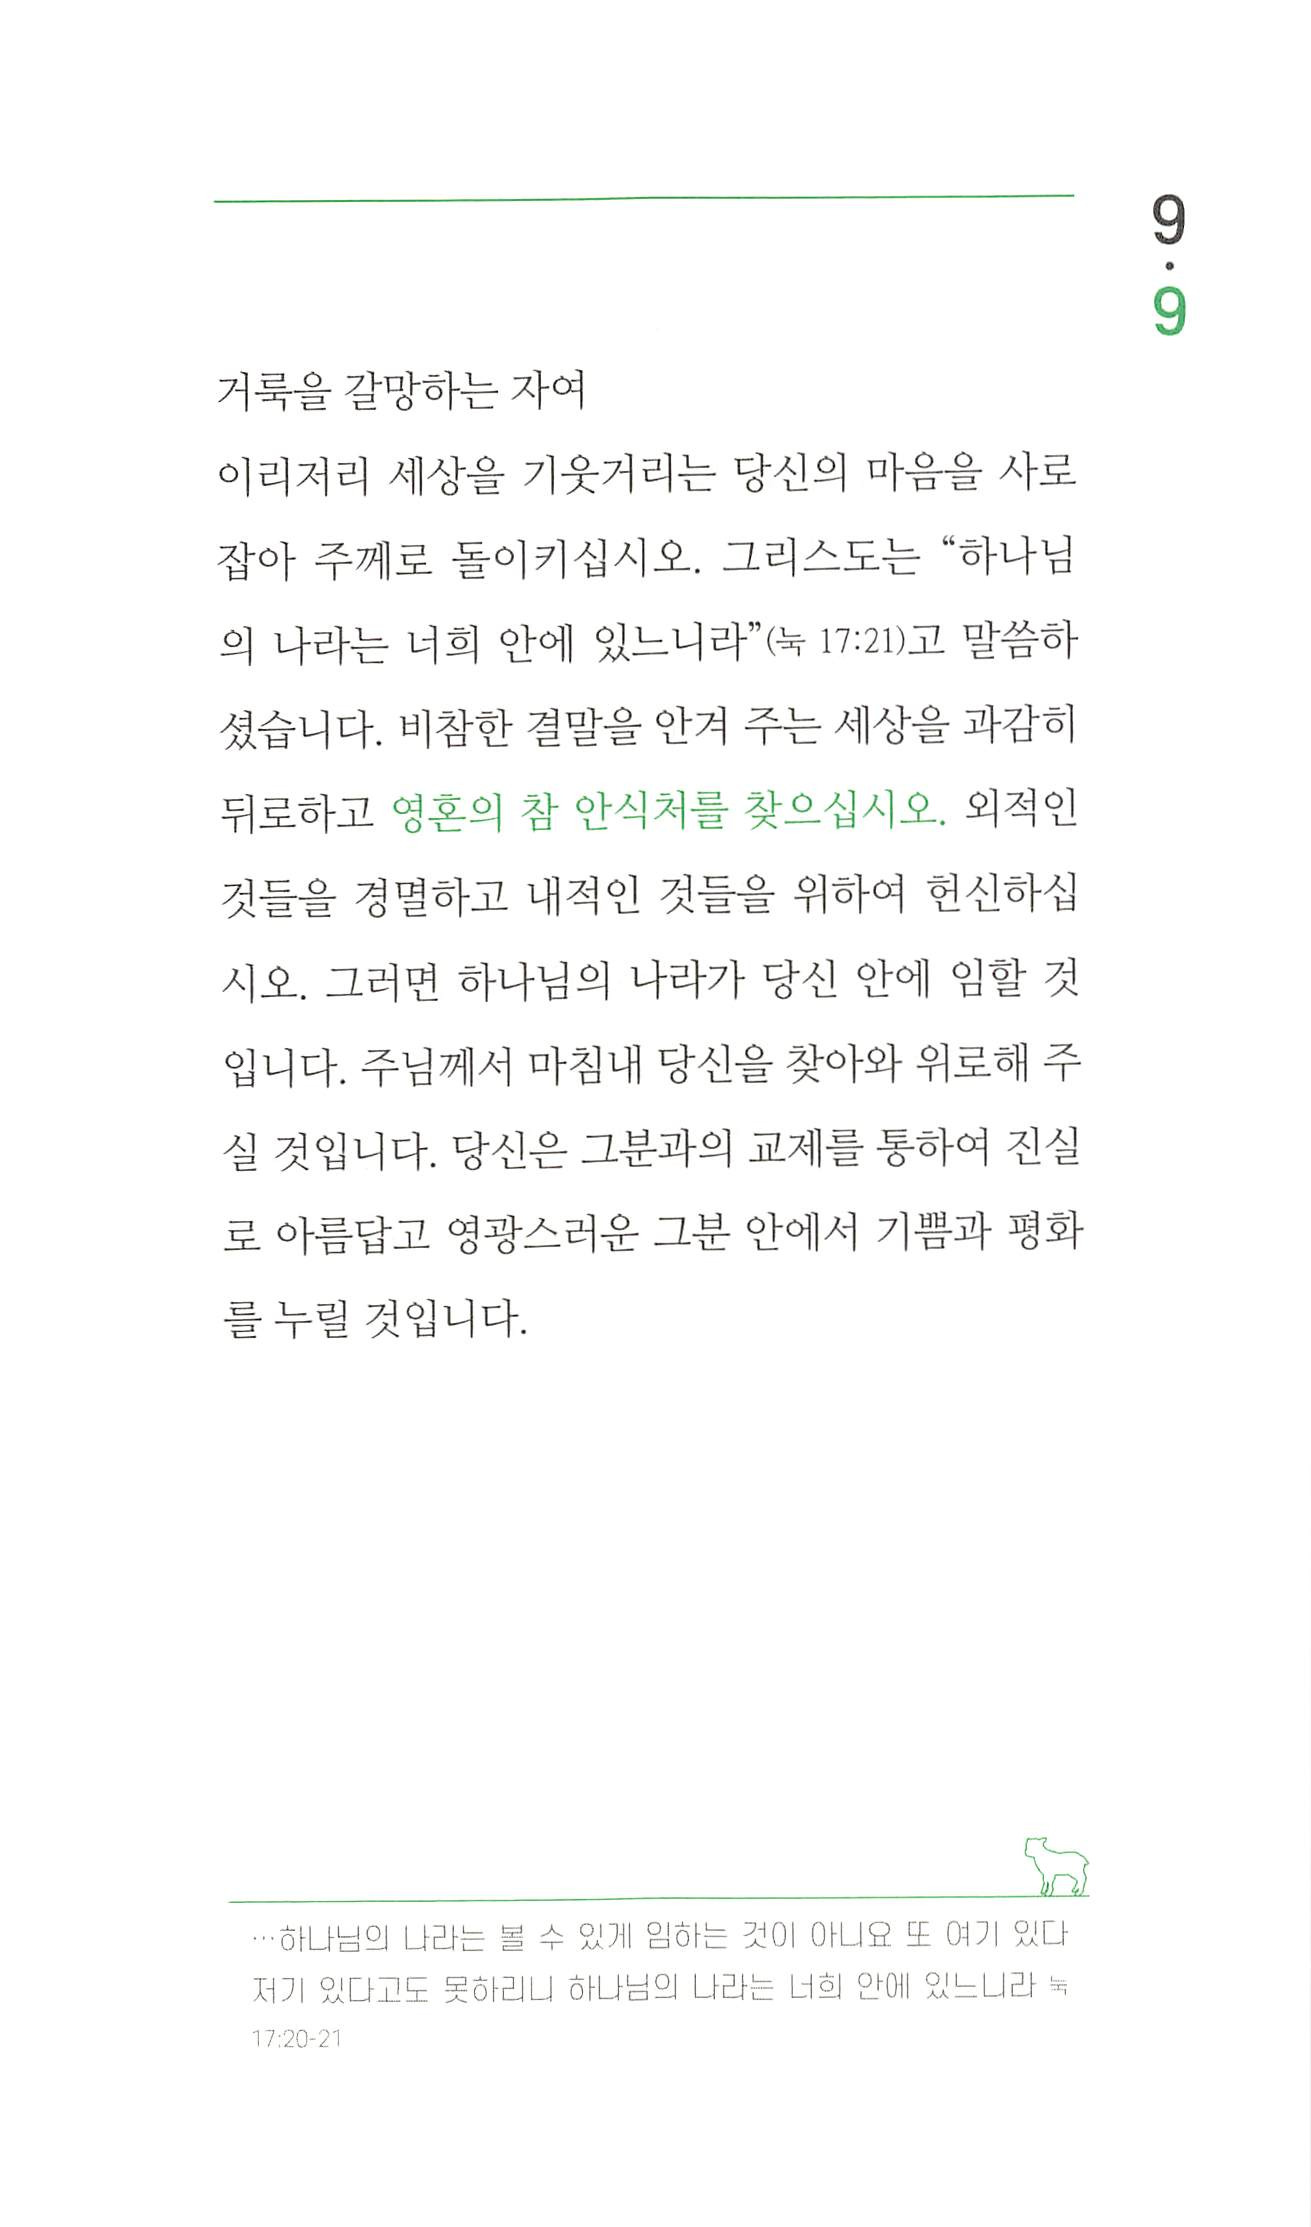 9
·
9
거룩을 갈망하는 자여
이리저리 세상을 기웃거리는 당신의 마음을 사로
잡아 주께로 돌이키십시오. 그리스도는 “하나님
의 나라는 너희 안에 있느니라”(눅 17:21)고 말씀하
셨습니다. 비참한 결말을 안겨 주는 세상을 과감히
뒤로하고 영혼의 참 안식처를 찾으십시오. 외적인
것들을 경멸하고 내적인 것들을 위하여 헌신하십
시오. 그러면 하나님의 나라가 당신 안에 임할 것
입니다. 주님께서 마침내 당신을 찾아와 위로해 주
실 것입니다. 당신은 그분과의 교제를 통하여 진실
로 아름답고 영광스러운 그분 안에서 기쁨과 평화
를 누릴 것입니다.
…하나님의 나라는 볼 수 있게 임하는 것이 아니요 또 여기 있다
저기 있다고도 못하리니 하나님의 나라는 너희 안에 있느니라 눅
17:20-21